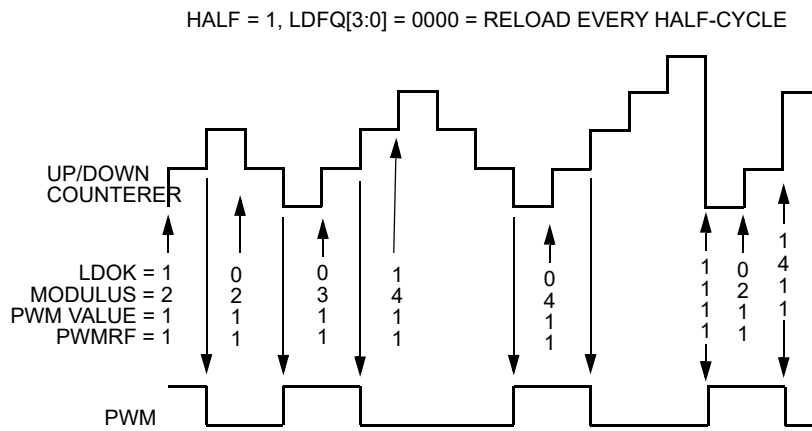 HALF = 1, LDFQ[3:0] = 0000 = RELOAD EVERY HALF-CYCLE
UP/DOWN
COUNTERER
LDOK = 1 0 0 1 0 1 0 1
MODULUS = 2 2 3 4 4 1 2 4
PWM VALUE = 1 1 1 1 1 1 1 1
PWMRF = 1 1 1 1 1 1 1 1
PWM